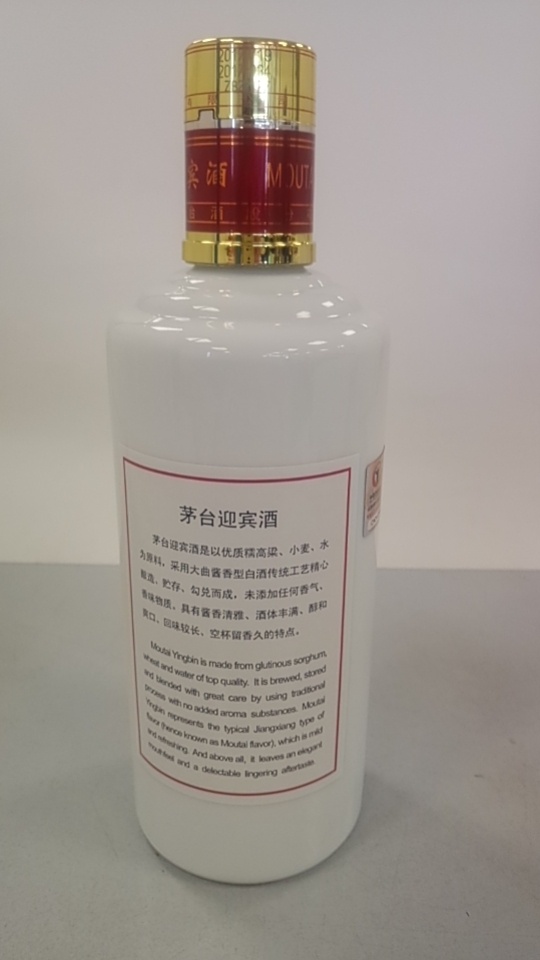 宾酒 MOUT
茅台迎宾酒
茅台迎宾酒是以优质糯高粱、小麦、水
为原料，采用大曲酱香型白酒传统工艺精心
酿造、贮存、勾兑而成，未添加任何香气、
香味物质。具有酱香清雅、酒体丰满、醇和
爽口、回味较长、空杯留香久的特点。
Moutai Yingbin is made from glutinous sorghum,
wheat and water of top quality. It is brewed, stored
and blended with great care by using traditional
process with no added aroma substances. Moutai
Yingbin represents the typical Jiangxiang type of
flavor (hence known as Moutai flavor), which is mild
and refreshing. And above all, it leaves an elegant
mouthfeel and a delectable lingering aftertaste.